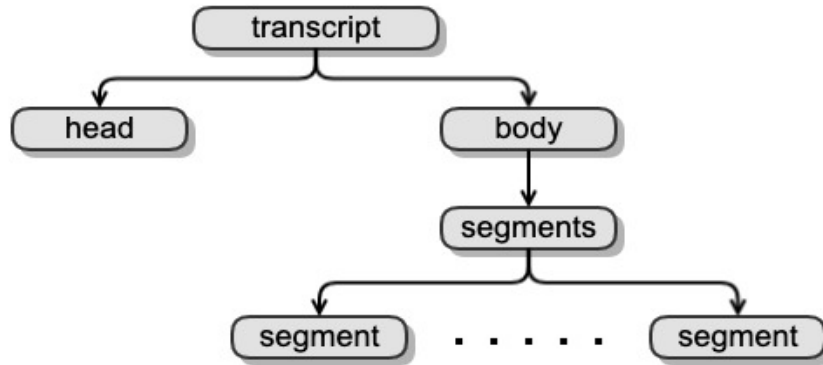 transcript
head
body
segments
segment . . . . . segment